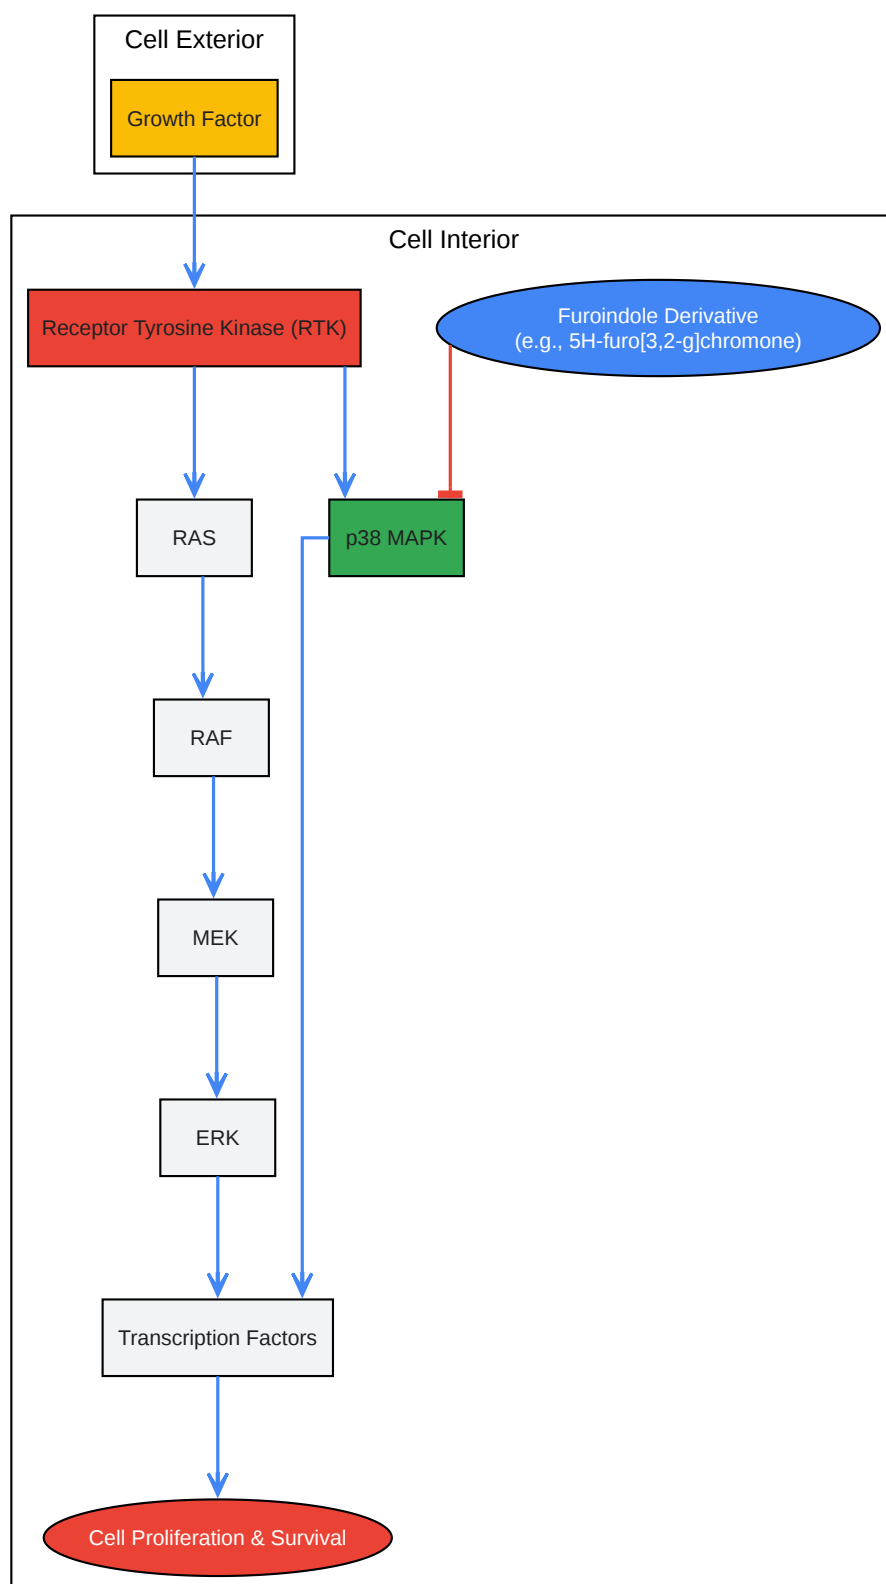 Cell Exterior
Growth Factor
Cell Interior
Receptor Tyrosine Kinase (RTK)
Furoindole Derivative
(e.g., 5H-furo[3,2-g]chromone)
RAS
p38 MAPK
RAF
MEK
ERK
Transcription Factors
Cell Proliferation & Survival